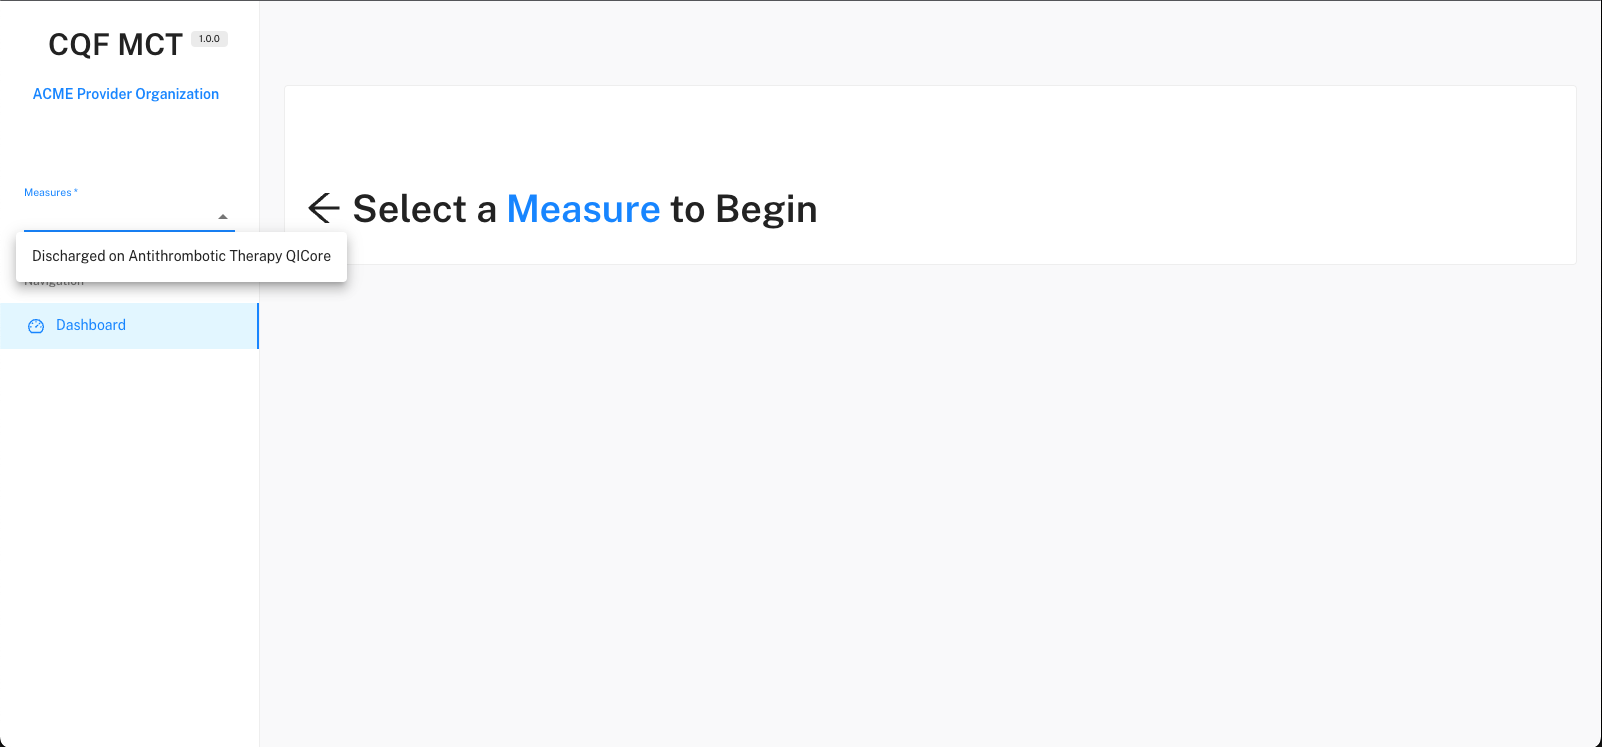 CQF MCT 1.0.0
ACME Provider Organization
Measures *
Discharged on Antithrombotic Therapy QICore
Navigation
Dashboard
Select a Measure to Begin